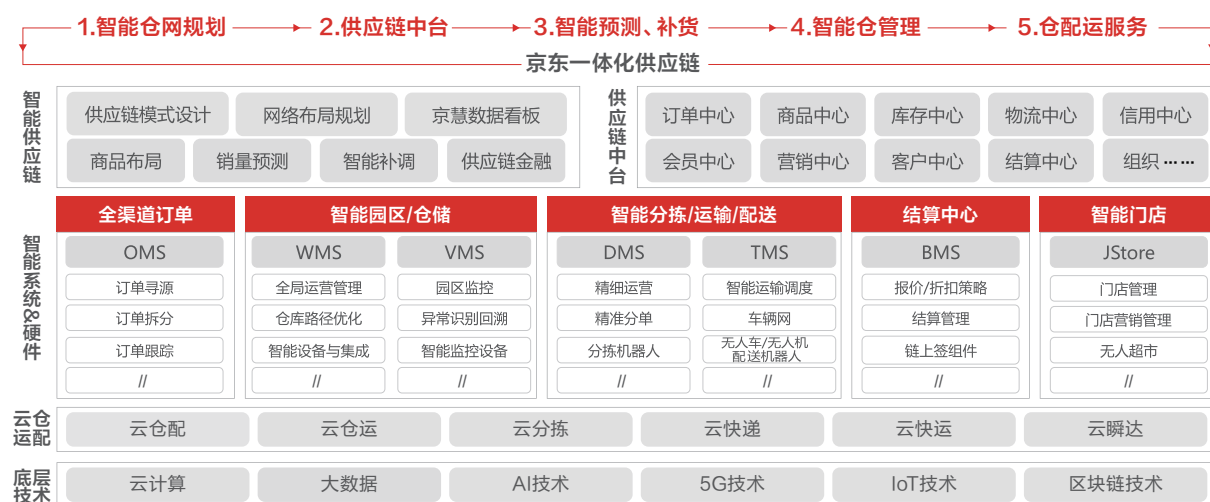 1.智能仓网规划
2.供应链中台
3.智能预测、补货
4.智能仓管理
5.仓配运服务
京东一体化供应链
智能供应链
供应链模式设计
网络布局规划
京慧数据看板
商品布局
销量预测
智能补调
供应链金融
供应链中台
订单中心
商品中心
库存中心
物流中心
信用中心
会员中心
营销中心
客户中心
结算中心
组织 ······
智能系统&硬件
全渠道订单
OMS
订单寻源
订单拆分
订单跟踪
//
智能园区/仓储
WMS
VMS
全局运营管理
园区监控
仓库路径优化
异常识别回溯
智能设备与集成
智能监控设备
//
//
智能分拣/运输/配送
DMS
TMS
精细运营
智能运输调度
精准分单
车辆网
分拣机器人
无人车/无人机
配送机器人
//
//
结算中心
BMS
报价/折扣策略
结算管理
链上签组件
//
智能门店
JStore
门店管理
门店营销管理
无人超市
//
云仓
运配
云仓配
云仓运
云分拣
云快递
云快运
云瞬达
底层
技术
云计算
大数据
AI技术
5G技术
IoT技术
区块链技术